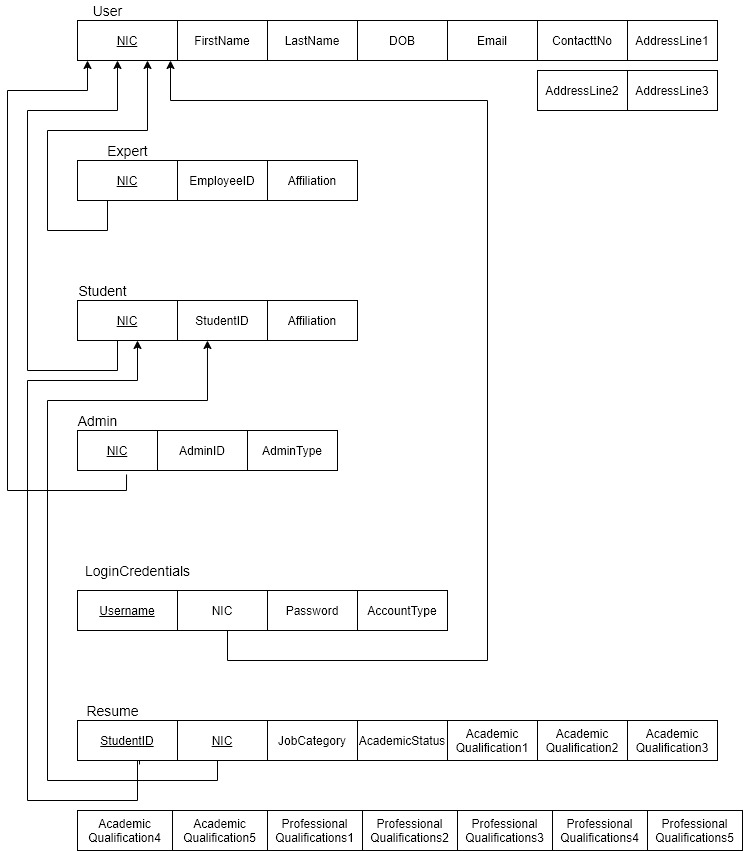 User
NIC FirstName LastName DOB Email ContacttNo AddressLine1
AddressLine2 AddressLine3
Expert
NIC EmployeeID Affiliation
Student
NIC StudentID Affiliation
Admin
NIC AdminID AdminType
LoginCredentials
Username NIC Password AccountType
Resume
StudentID NIC JobCategory AcademicStatus Academic Qualification1 Academic Qualification2 Academic Qualification3
Academic Qualification4 Academic Qualification5 Professional Qualifications1 Professional Qualifications2 Professional Qualifications3 Professional Qualifications4 Professional Qualifications5